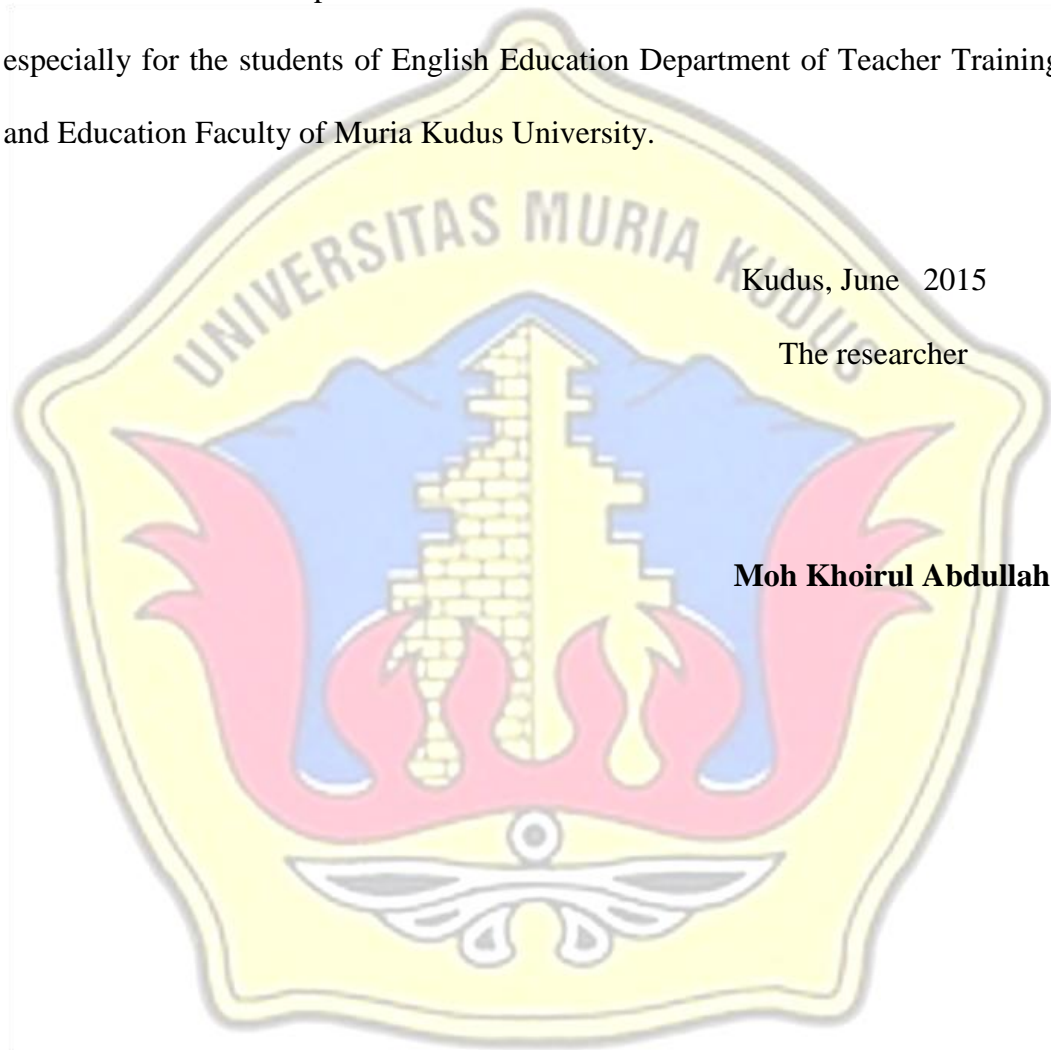 especially for the students of English Education Department of Teacher Training
and Education Faculty of Muria Kudus University.
UNIVERSITAS MURIA KUDUS
Kudus, June 2015
The researcher
Moh Khoirul Abdullah